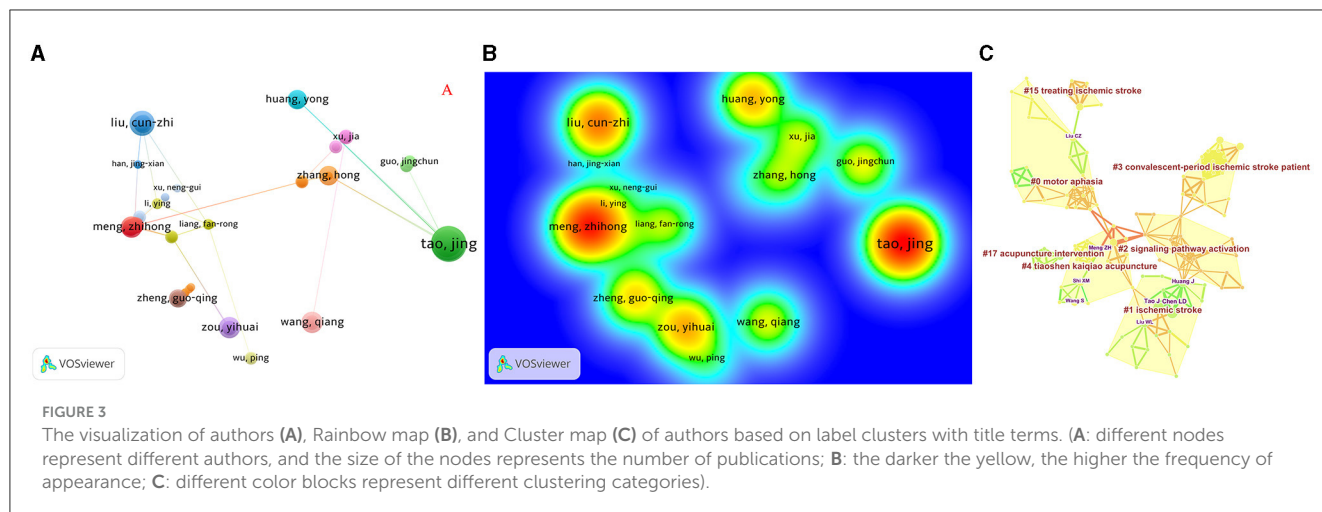 A
B
C
A
huang, yong
liu, cun-zhi
xu, jia
guo, jingchun
han, jing-xian
zhang, hong
xu, neng-gui
li, ying
meng, zhihong
liang, fan-rong
tao, jing
zheng, guo-qing
zou, yihuai
wang, qiang
wu, ping
VOSviewer
huang, yong
liu, cun-zhi
xu, jia
guo, jingchun
han, jing-xian
zhang, hong
xu, neng-gui
li, ying
meng, zhihong
liang, fan-rong
tao, jing
zheng, guo-qing
zou, yihuai
wang, qiang
wu, ping
VOSviewer
#15 treating ischemic stroke
Liu CZ
#3 convalescent-period ischemic stroke patient
#0 motor aphasia
Meng ZH
#2 signaling pathway activation
#17 acupuncture intervention
#4 tiaoshen kaiqiao acupuncture
Shi XM
Wang S
Huang J
Tao J
Chen LD
#1 ischemic stroke
Liu WL
FIGURE 3
The visualization of authors (A), Rainbow map (B), and Cluster map (C) of authors based on label clusters with title terms. (A: different nodes
represent different authors, and the size of the nodes represents the number of publications; B: the darker the yellow, the higher the frequency of
appearance; C: different color blocks represent different clustering categories).